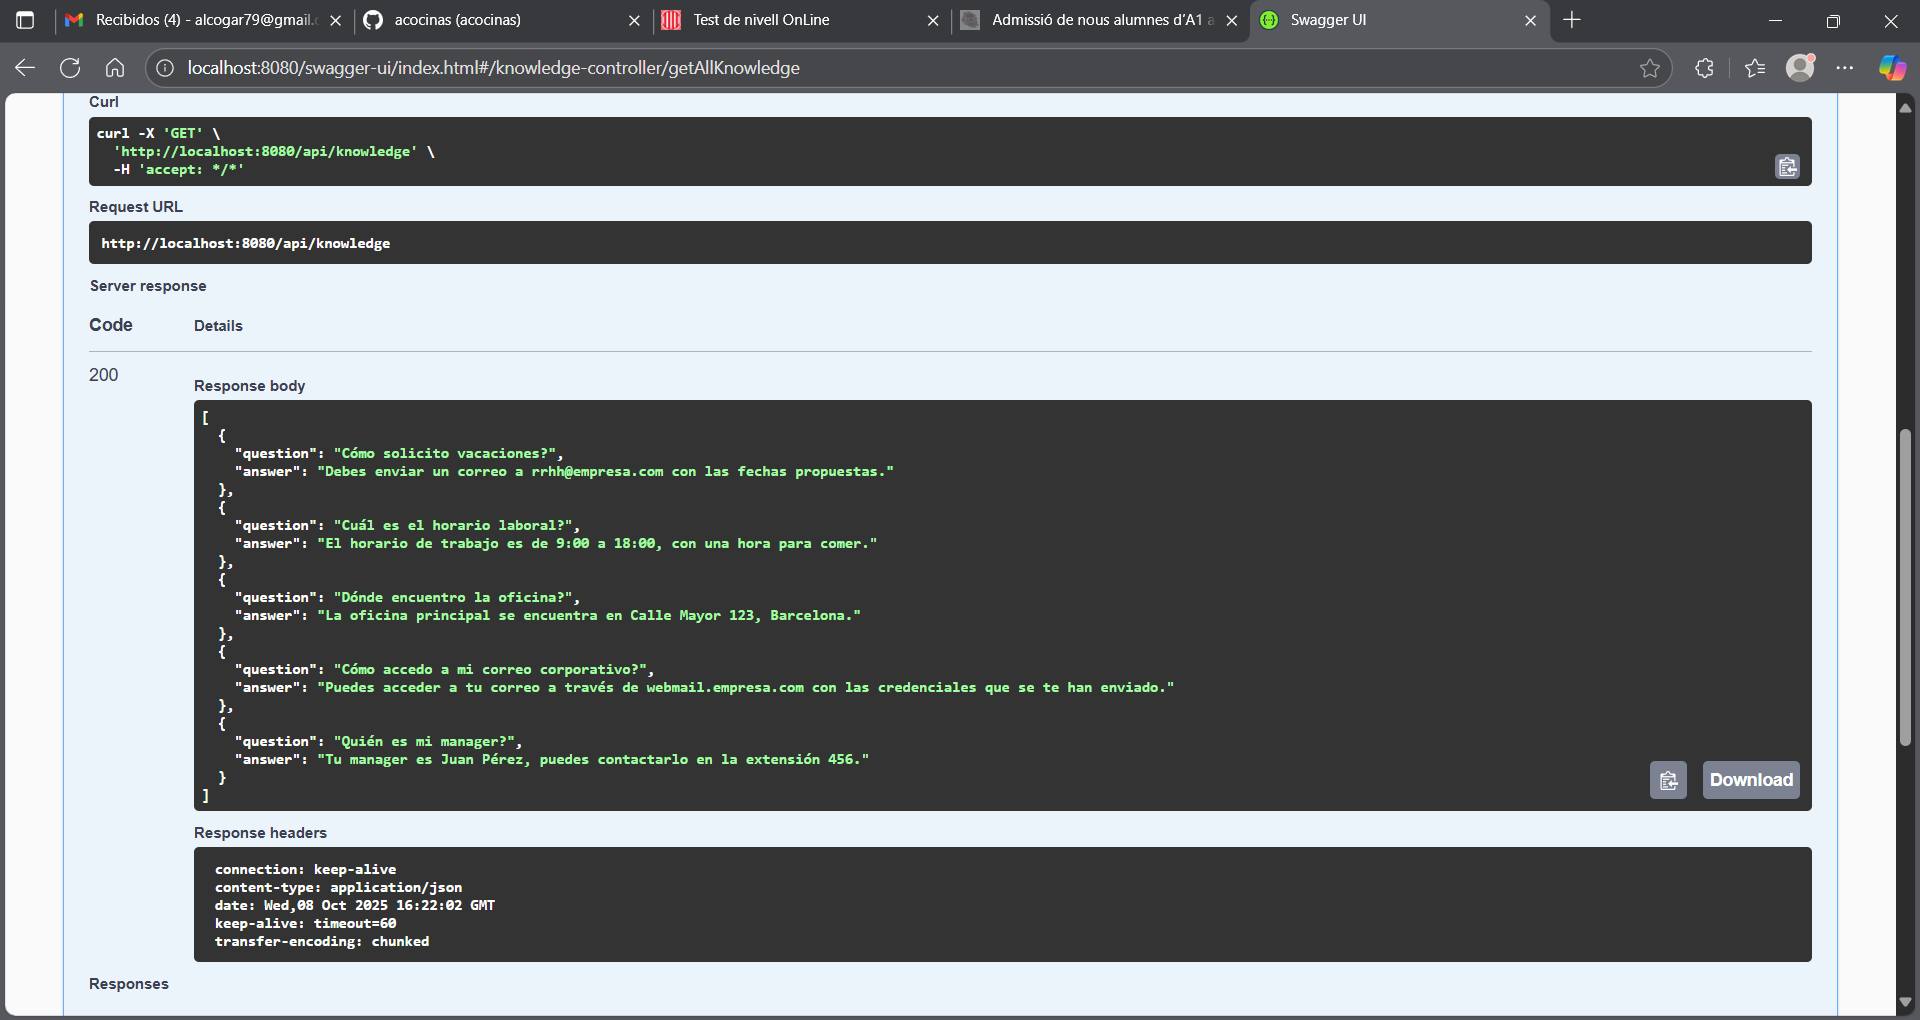 Recibidos (4) - alcogar79@gmail.c
acocinas (acocinas)
Test de nivell OnLine
Admissió de nous alumnes d'A1 a
Swagger UI
localhost:8080/swagger-ui/index.html#/knowledge-controller/getAllKnowledge
Curl
curl -X 'GET' \
'http://localhost:8080/api/knowledge' \
-H 'accept: */*'
Request URL
http://localhost:8080/api/knowledge
Server response
Code Details
200
Response body
[
{
"question": "Cómo solicito vacaciones?",
"answer": "Debes enviar un correo a rrhh@empresa.com con las fechas propuestas."
},
{
"question": "Cuál es el horario laboral?",
"answer": "El horario de trabajo es de 9:00 a 18:00, con una hora para comer."
},
{
"question": "Dónde encuentro la oficina?",
"answer": "La oficina principal se encuentra en Calle Mayor 123, Barcelona."
},
{
"question": "Cómo accedo a mi correo corporativo?",
"answer": "Puedes acceder a tu correo a través de webmail.empresa.com con las credenciales que se te han enviado."
},
{
"question": "Quién es mi manager?",
"answer": "Tu manager es Juan Pérez, puedes contactarlo en la extensión 456."
}
]
Download
Response headers
connection: keep-alive
content-type: application/json
date: Wed,08 Oct 2025 16:22:02 GMT
keep-alive: timeout=60
transfer-encoding: chunked
Responses